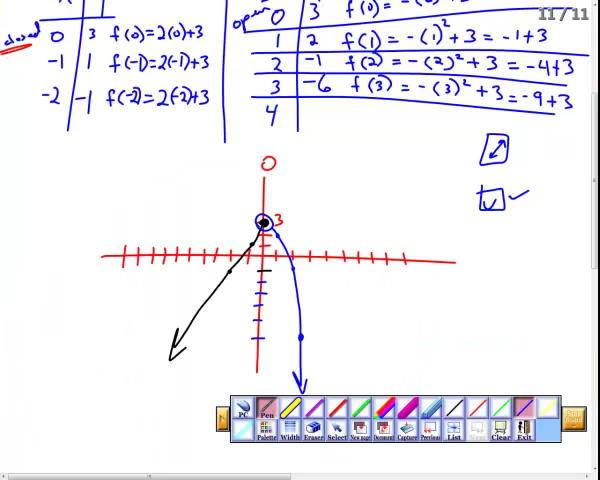 open 0 3 f(0) = -(0)² + 3
11 / 11
closed 0 3 f(0)=2(0)+3
1 2 f(1) = -(1)² + 3 = -1+3
-1 1 f(-1)=2(-1)+3
2 -1 f(2) = -(2)² + 3 = -4+3
-2 -1 f(-2)=2(-2)+3
3 -6 f(3) = -(3)² + 3 = -9+3
4
0
3
PC Pen
Palette Width Eraser Select New page Document Capture Previous List Next Clear Exit